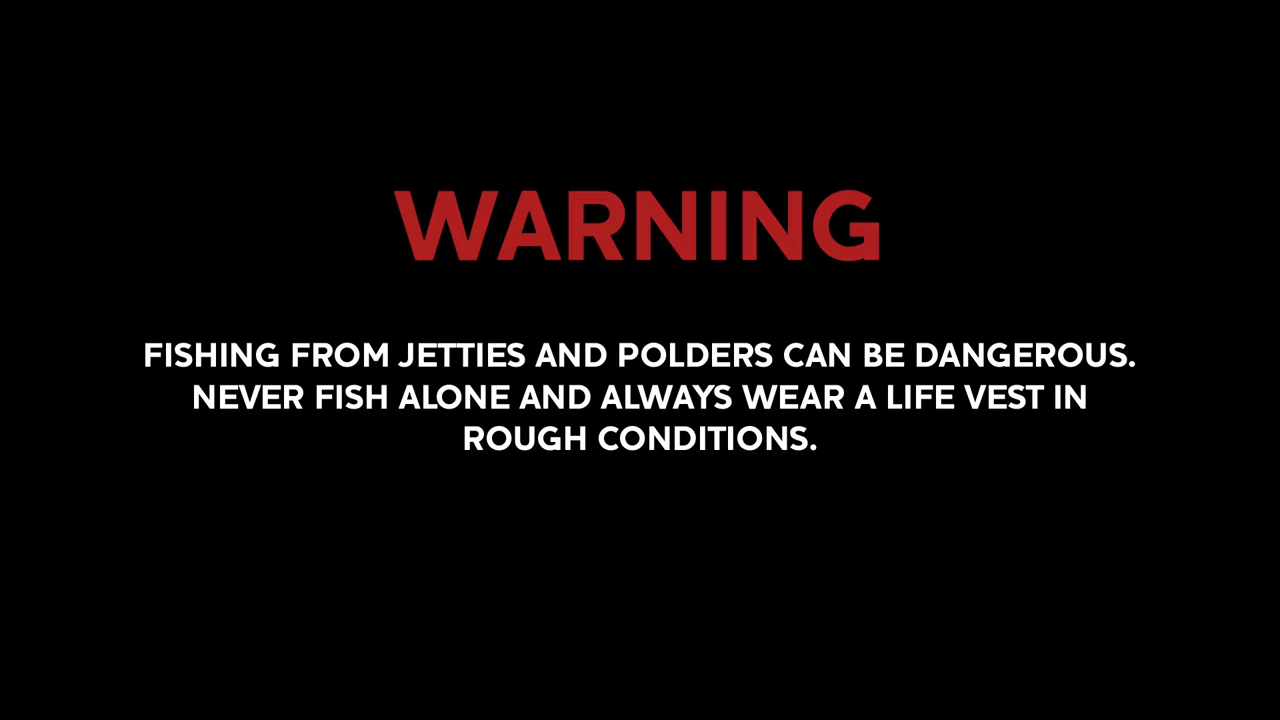 WARNING
FISHING FROM JETTIES AND POLDERS CAN BE DANGEROUS.
NEVER FISH ALONE AND ALWAYS WEAR A LIFE VEST IN
ROUGH CONDITIONS.